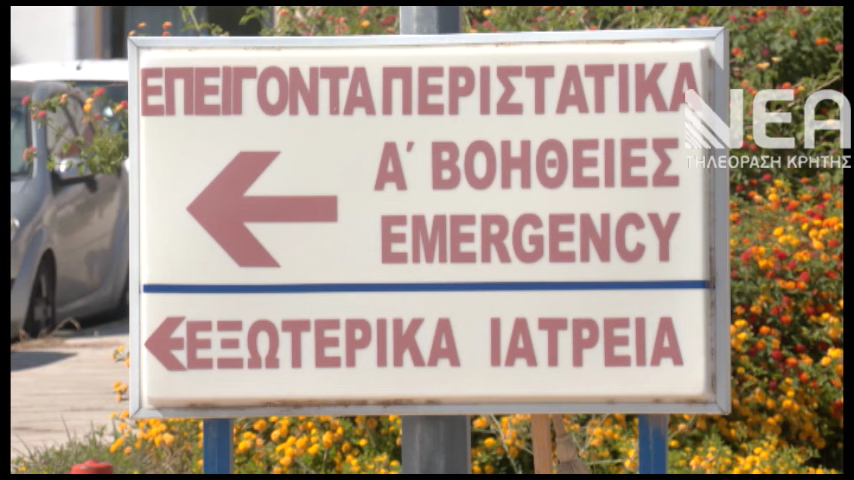 ΕΠΕΙΓΟΝΤΑ ΠΕΡΙΣΤΑΤΙΚΑ
Α΄ ΒΟΗΘΕΙΕΣ
EMERGENCY
ΕΞΩΤΕΡΙΚΑ ΙΑΤΡΕΙΑ
ΝΕΑ
ΤΗΛΕΟΡΑΣΗ ΚΡΗΤΗΣ